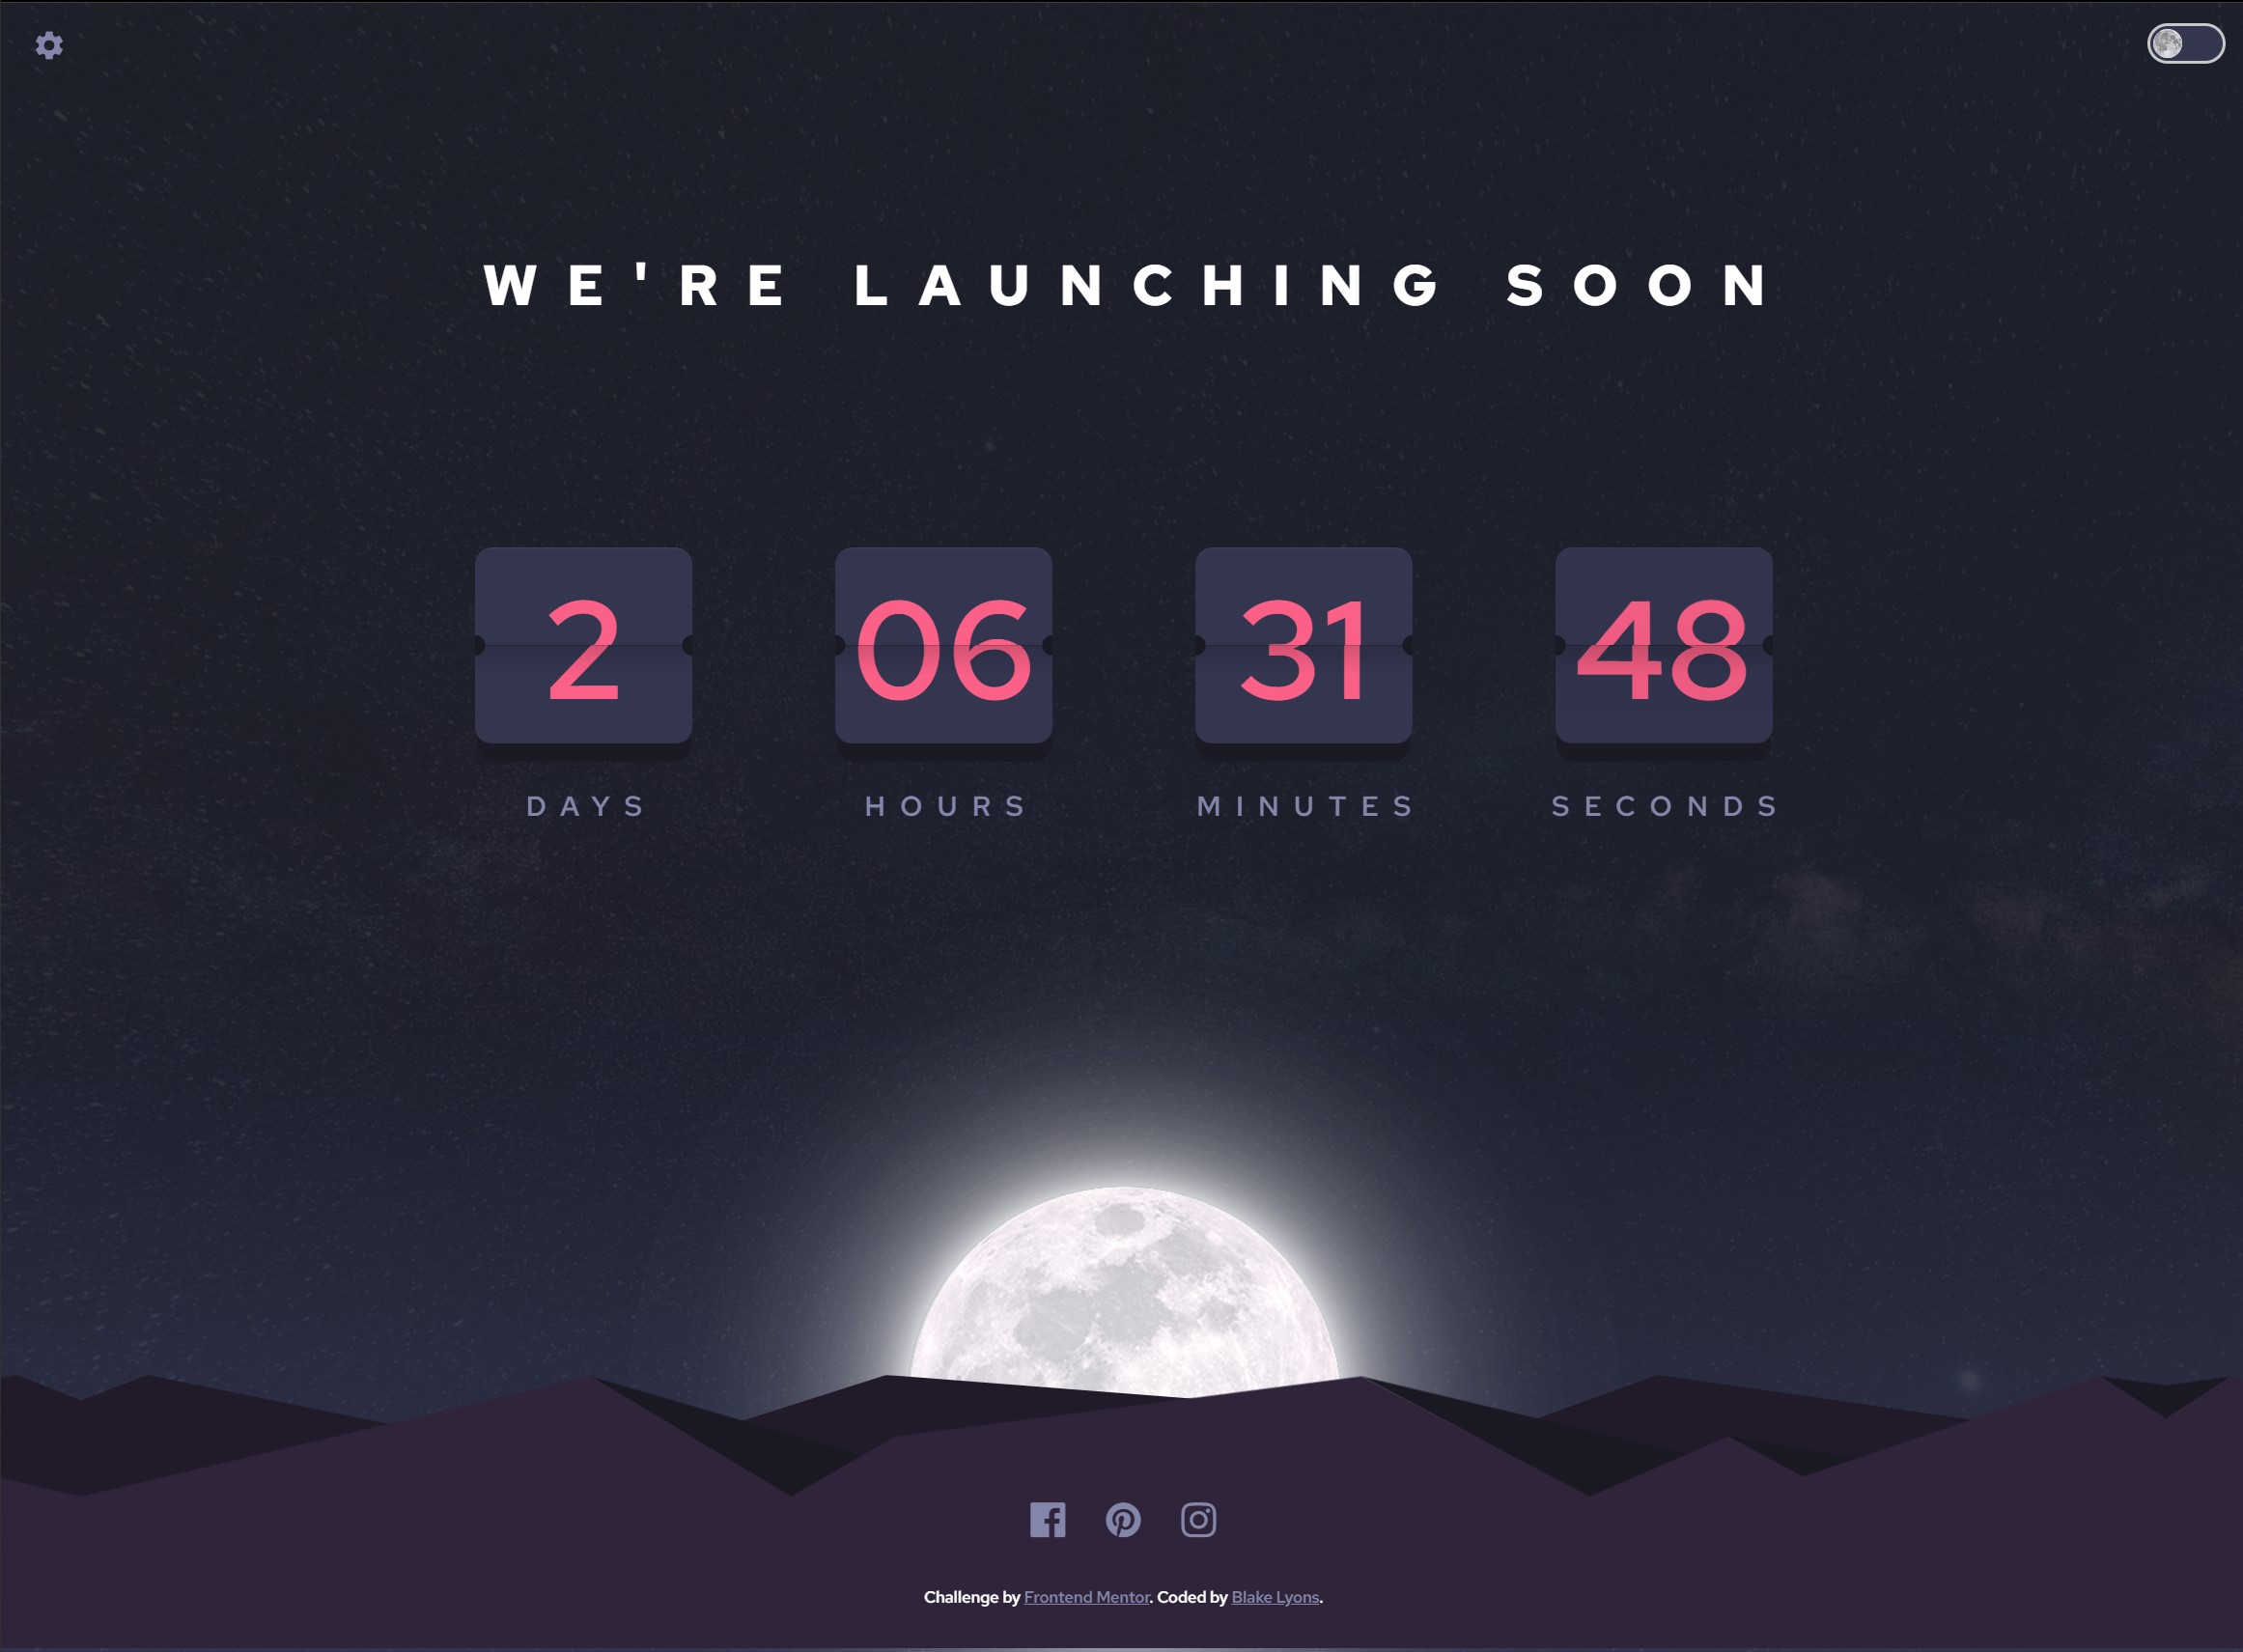 WE'RE LAUNCHING SOON
2 06 31 48
DAYS HOURS MINUTES SECONDS
Challenge by Frontend Mentor. Coded by Blake Lyons.